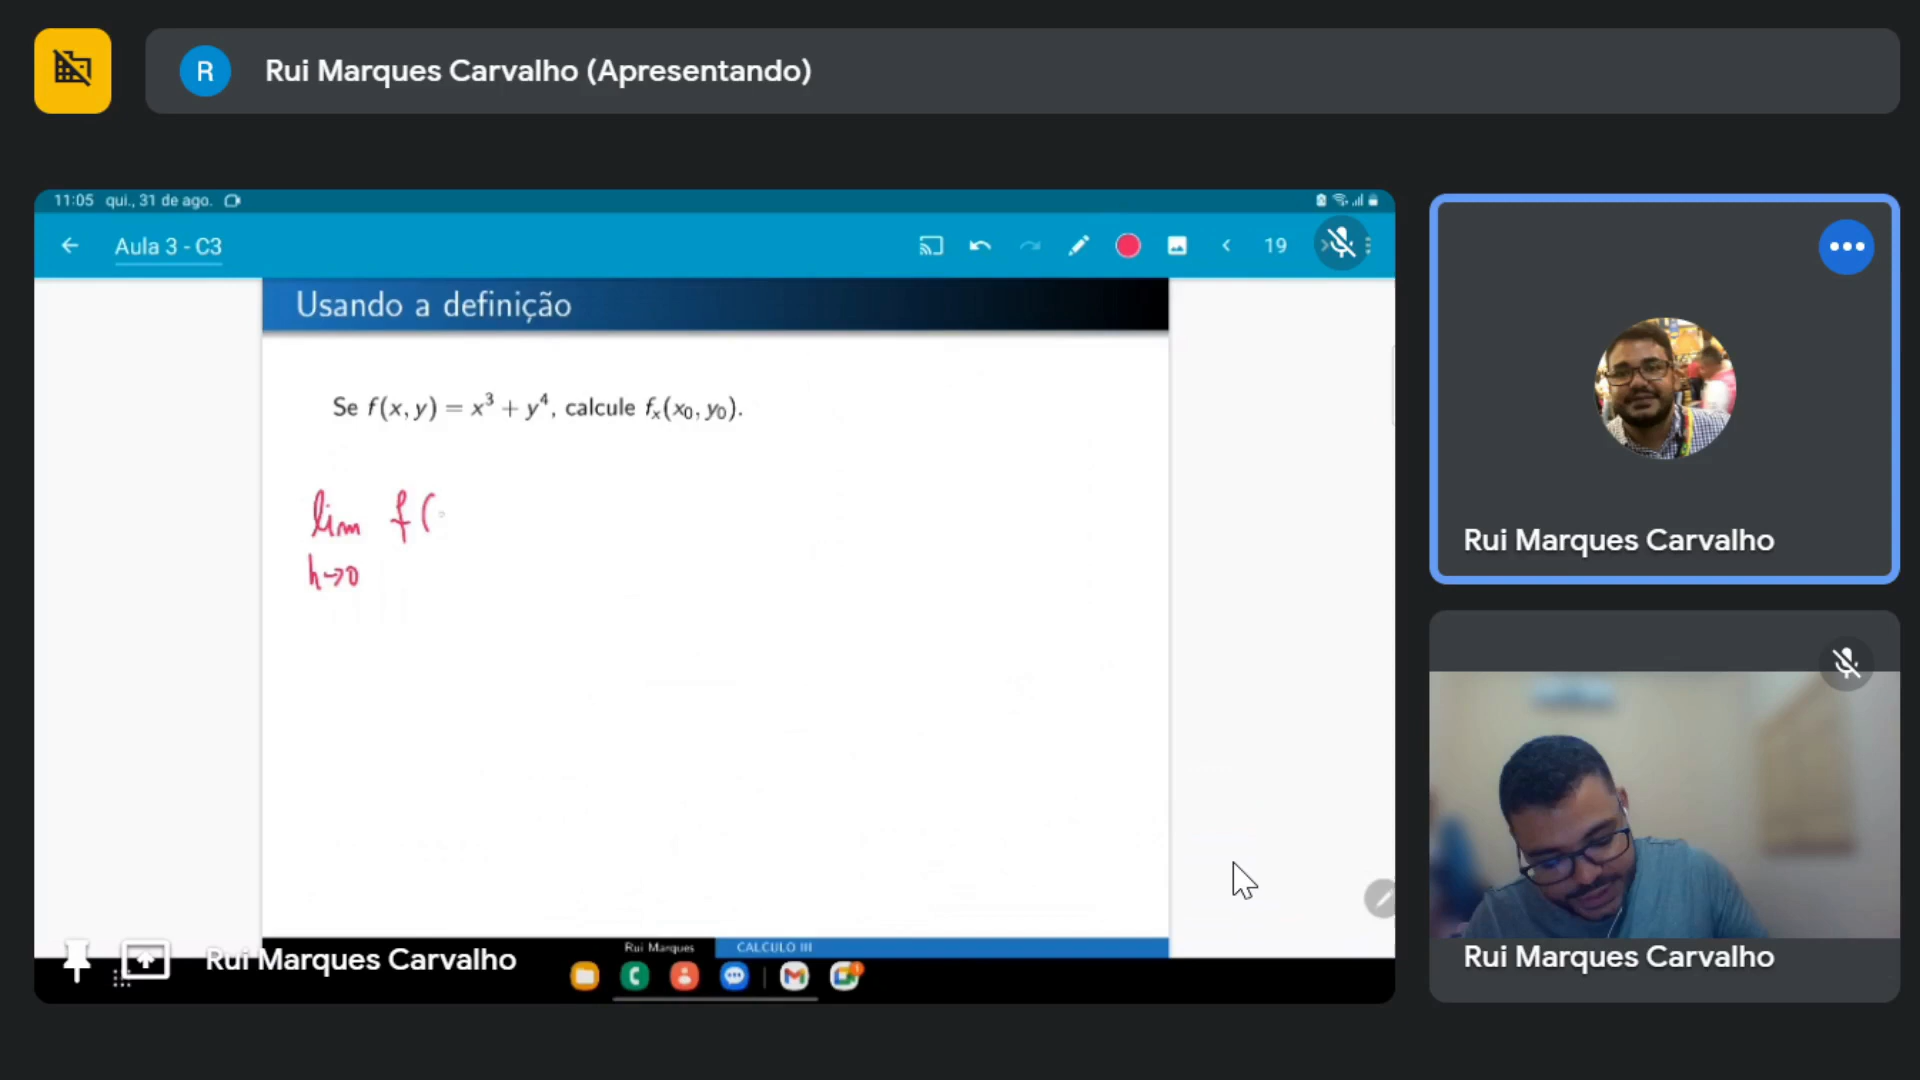 R Rui Marques Carvalho (Apresentando)
11:05 qui., 31 de ago.
Aula 3 - C3
19
Usando a definição
Se f(x, y) = x³ + y⁴, calcule fₓ(x₀, y₀).
lim f(
h→0
Rui Marques CALCULO III
Rui Marques Carvalho
Rui Marques Carvalho
Rui Marques Carvalho